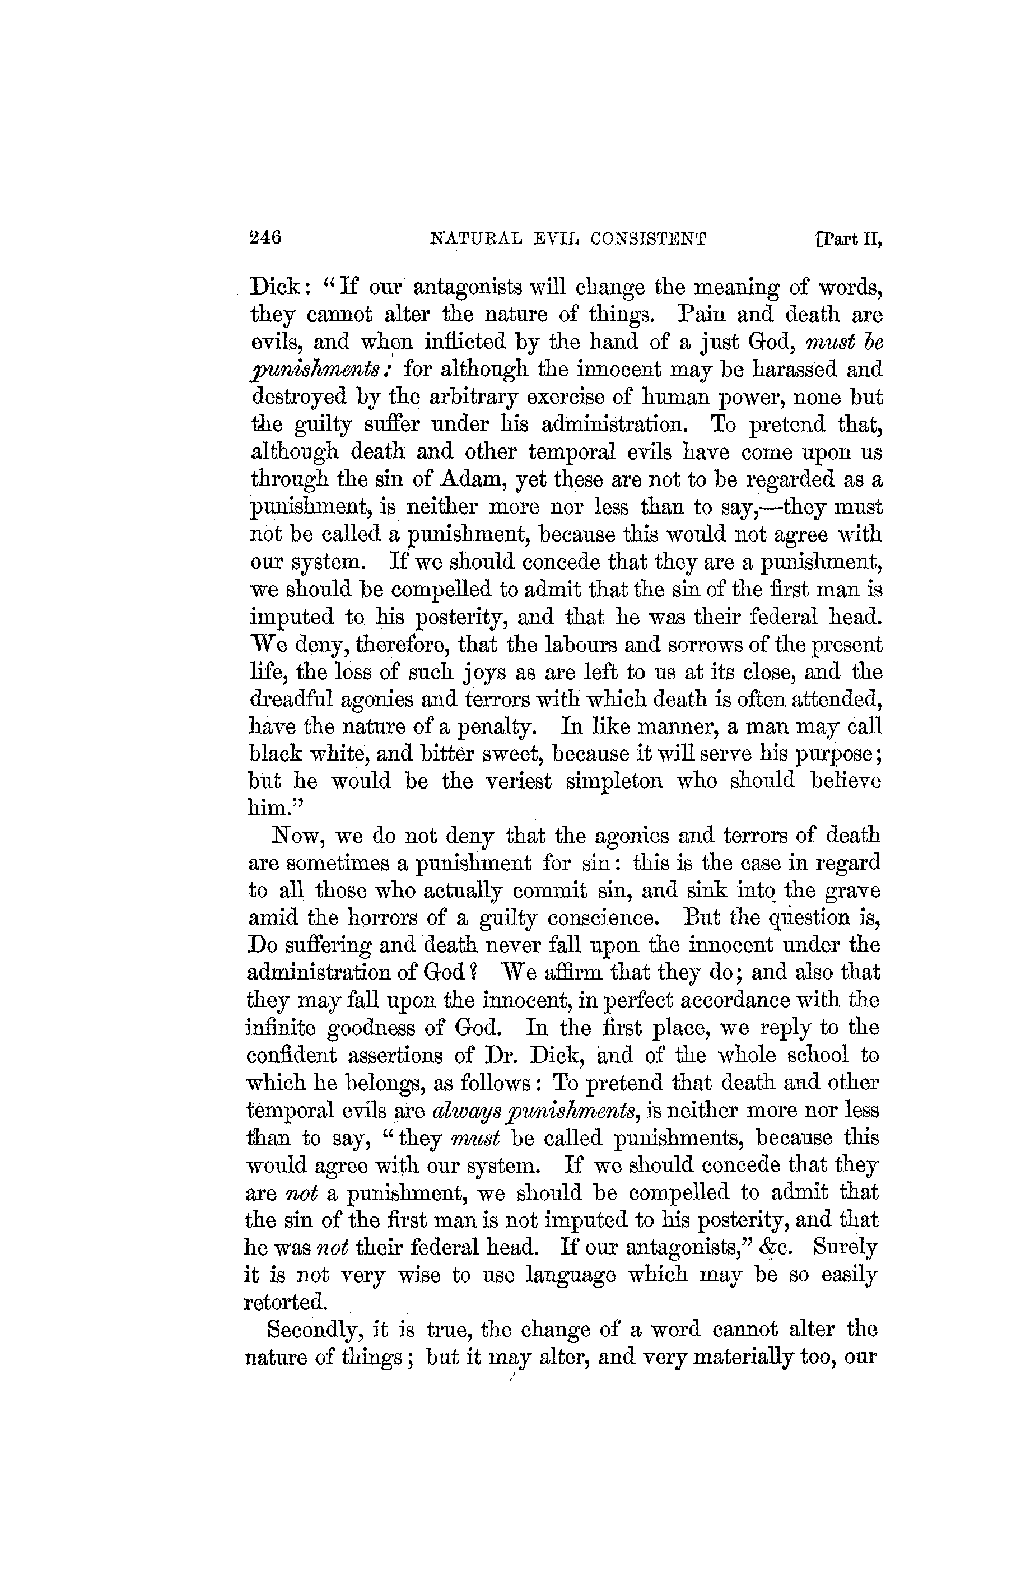 246 NATURAL EVIL CONSISTENT [Part II,
Dick: “If our antagonists will change the meaning of words,
they cannot alter the nature of things. Pain and death are
evils, and when inflicted by the hand of a just God, must be
punishments: for although the innocent may be harassed and
destroyed by the arbitrary exercise of human power, none but
the guilty suffer under his administration. To pretend that,
although death and other temporal evils have come upon us
through the sin of Adam, yet these are not to be regarded as a
punishment, is neither more nor less than to say,—they must
not be called a punishment, because this would not agree with
our system. If we should concede that they are a punishment,
we should be compelled to admit that the sin of the first man is
imputed to his posterity, and that he was their federal head.
We deny, therefore, that the labours and sorrows of the present
life, the loss of such joys as are left to us at its close, and the
dreadful agonies and terrors with which death is often attended,
have the nature of a penalty. In like manner, a man may call
black white, and bitter sweet, because it will serve his purpose;
but he would be the veriest simpleton who should believe
him.”
Now, we do not deny that the agonies and terrors of death
are sometimes a punishment for sin: this is the case in regard
to all those who actually commit sin, and sink into the grave
amid the horrors of a guilty conscience. But the question is,
Do suffering and death never fall upon the innocent under the
administration of God? We affirm that they do; and also that
they may fall upon the innocent, in perfect accordance with the
infinite goodness of God. In the first place, we reply to the
confident assertions of Dr. Dick, and of the whole school to
which he belongs, as follows: To pretend that death and other
temporal evils are always punishments, is neither more nor less
than to say, “they must be called punishments, because this
would agree with our system. If we should concede that they
are not a punishment, we should be compelled to admit that
the sin of the first man is not imputed to his posterity, and that
he was not their federal head. If our antagonists,” &c. Surely
it is not very wise to use language which may be so easily
retorted.
Secondly, it is true, the change of a word cannot alter the
nature of things; but it may alter, and very materially too, our